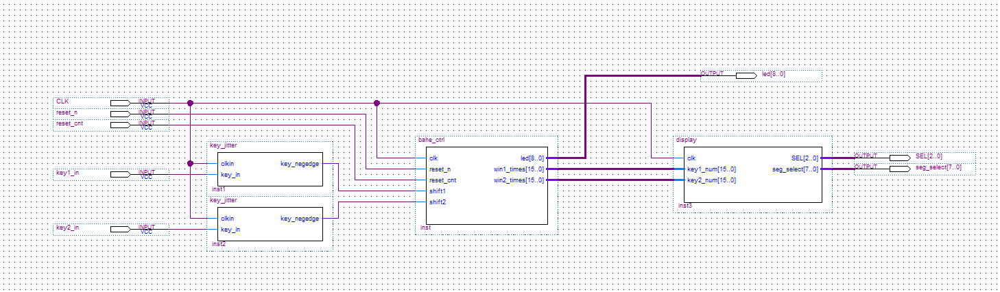 OUTPUT led[8..0]
CLK INPUT VCC
reset_n INPUT VCC
reset_cnt INPUT VCC
key_jitter
clkin key_negedge
key_in
inst1
key1_in INPUT VCC
key_jitter
clkin key_negedge
key_in
inst2
key2_in INPUT VCC
bahe_ctrl
clk led[8..0]
reset_n win1_times[15..0]
reset_cnt win2_times[15..0]
shift1
shift2
inst
display
clk SEL[2..0]
key1_num[15..0] seg_select[7..0]
key2_num[15..0]
inst3
OUTPUT SEL[2..0]
OUTPUT seg_select[7..0]